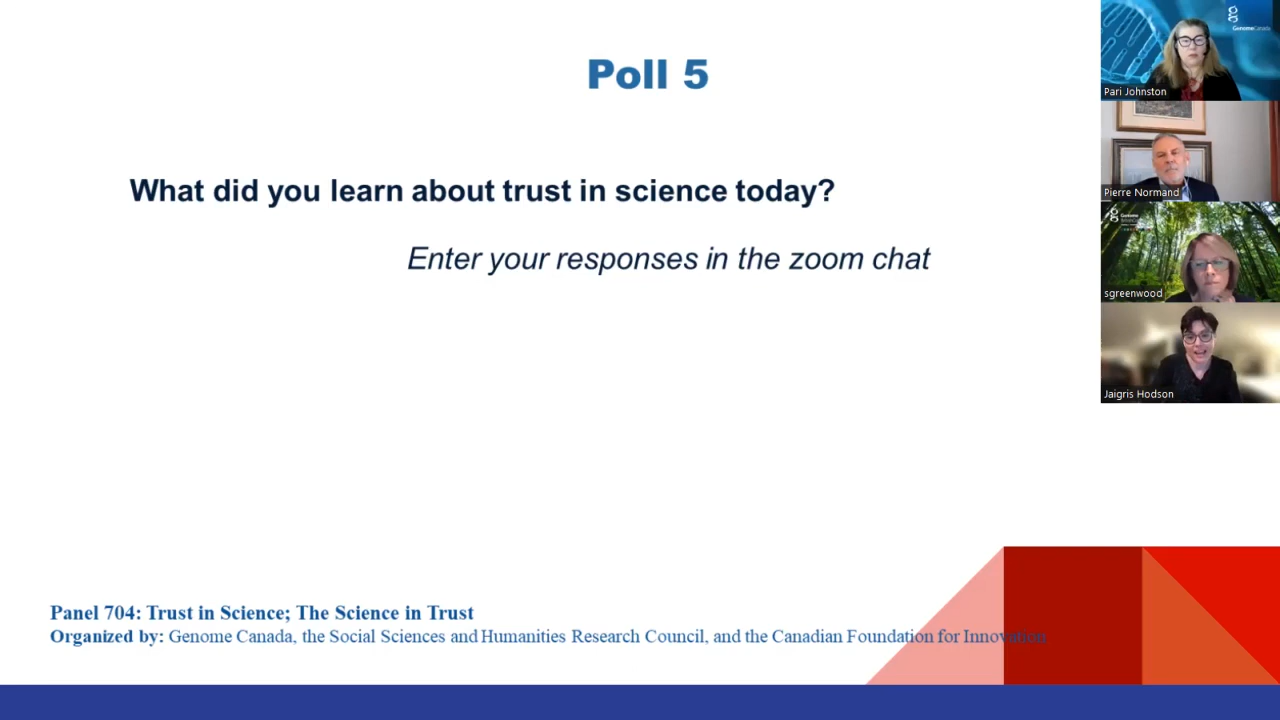 Poll 5
What did you learn about trust in science today?
Enter your responses in the zoom chat
Panel 704: Trust in Science; The Science in Trust
Organized by: Genome Canada, the Social Sciences and Humanities Research Council, and the Canadian Foundation for Innovation
GenomeCanada
Pari Johnston
Pierre Normand
Genome
sgreenwood
Jaigris Hodson